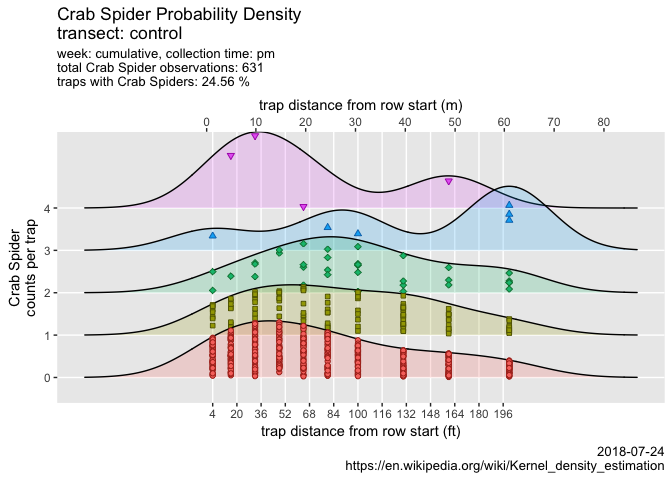 Crab Spider Probability Density
transect: control
week: cumulative, collection time: pm
total Crab Spider observations: 631
traps with Crab Spiders: 24.56 %
trap distance from row start (m)
0 10 20 30 40 50 60 70 80
Crab Spider
counts per trap
4
3
2
1
0
4 20 36 52 68 84 100 116 132 148 164 180 196
trap distance from row start (ft)
2018-07-24
https://en.wikipedia.org/wiki/Kernel_density_estimation